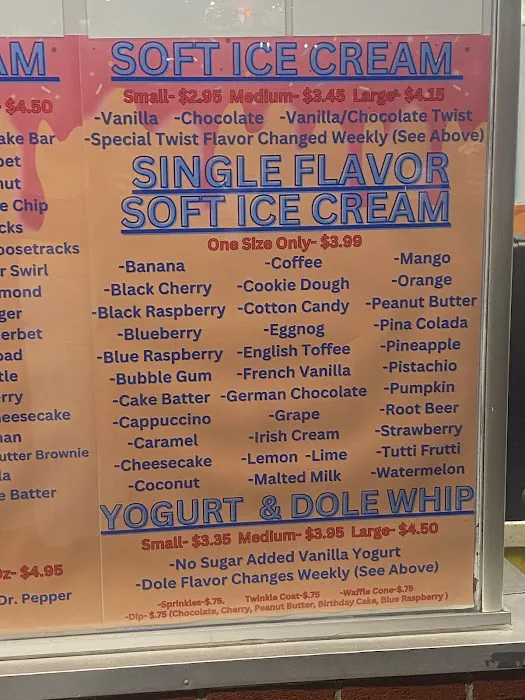 AM
$4.50
ake Bar
bet
nut
e Chip
cks
oosetracks
r Swirl
mond
ger
erbet
oad
tle
rry
eesecake
nan
utter Brownie
la
e Batter
oz- $4.95
Dr. Pepper
SOFT ICE CREAM
Small- $2.95 Medium- $3.45 Large- $4.15
-Vanilla -Chocolate -Vanilla/Chocolate Twist
-Special Twist Flavor Changed Weekly (See Above)
SINGLE FLAVOR
SOFT ICE CREAM
One Size Only- $3.99
-Banana
-Black Cherry
-Black Raspberry
-Blueberry
-Blue Raspberry
-Bubble Gum
-Cake Batter
-Cappuccino
-Caramel
-Cheesecake
-Coconut
-Coffee
-Cookie Dough
-Cotton Candy
-Eggnog
-English Toffee
-French Vanilla
-German Chocolate
-Grape
-Irish Cream
-Lemon -Lime
-Malted Milk
-Mango
-Orange
-Peanut Butter
-Pina Colada
-Pineapple
-Pistachio
-Pumpkin
-Root Beer
-Strawberry
-Tutti Frutti
-Watermelon
YOGURT & DOLE WHIP
Small- $3.35 Medium- $3.95 Large- $4.50
-No Sugar Added Vanilla Yogurt
-Dole Flavor Changes Weekly (See Above)
-Sprinkles-$.75, Twinkle Coat-$.75 -Waffle Cone-$.75
-Dip- $.75 (Chocolate, Cherry, Peanut Butter, Birthday Cake, Blue Raspberry )